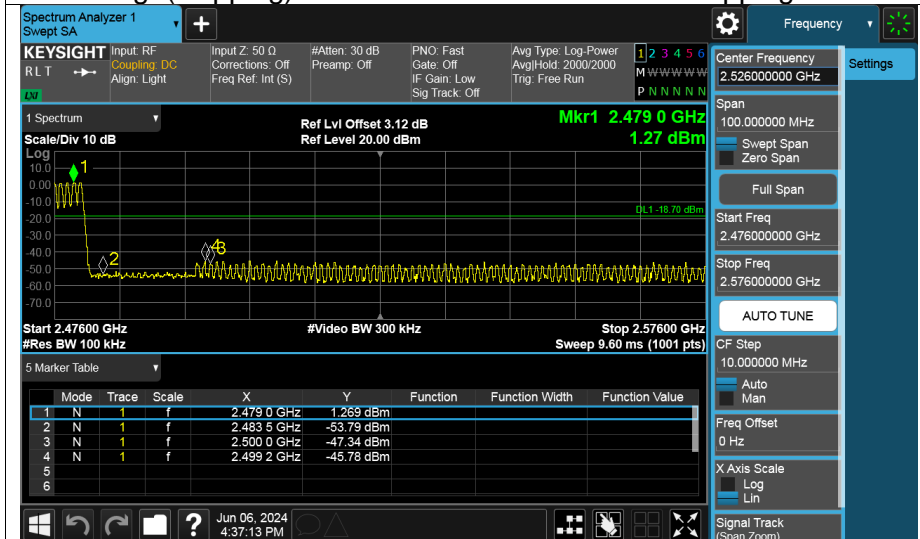 Spectrum Analyzer 1
Swept SA
+
Frequency
KEYSIGHT
RLT
LXI
Input: RF
Coupling: DC
Align: Light
Input Z: 50 Ω
Corrections: Off
Freq Ref: Int (S)
#Atten: 30 dB
Preamp: Off
PNO: Fast
Gate: Off
IF Gain: Low
Sig Track: Off
Avg Type: Log-Power
Avg|Hold: 2000/2000
Trig: Free Run
1 2 3 4 5 6
M W W W W W
P N N N N N
1 Spectrum
Scale/Div 10 dB
Ref Lvl Offset 3.12 dB
Ref Level 20.00 dBm
Mkr1 2.479 0 GHz
1.27 dBm
Log
10.0
0.00
-10.0
-20.0
-30.0
-40.0
-50.0
-60.0
-70.0
1
2
4
3
DL1 -18.70 dBm
Start 2.47600 GHz
#Res BW 100 kHz
#Video BW 300 kHz
Stop 2.57600 GHz
Sweep 9.60 ms (1001 pts)
5 Marker Table
Mode Trace Scale X Y Function Function Width Function Value
1 N 1 f 2.479 0 GHz 1.269 dBm
2 N 1 f 2.483 5 GHz -53.79 dBm
3 N 1 f 2.500 0 GHz -47.34 dBm
4 N 1 f 2.499 2 GHz -45.78 dBm
5
6
?
Jun 06, 2024
4:37:13 PM
Center Frequency
2.526000000 GHz
Span
100.000000 MHz
Swept Span
Zero Span
Full Span
Start Freq
2.476000000 GHz
Stop Freq
2.576000000 GHz
AUTO TUNE
CF Step
10.000000 MHz
Auto
Man
Freq Offset
0 Hz
X Axis Scale
Log
Lin
Signal Track
(Span Zoom)
Settings